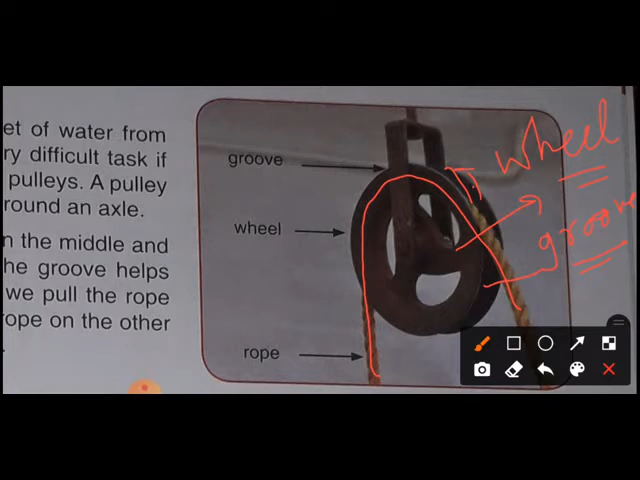 et of water from
ry difficult task if
pulleys. A pulley
round an axle.
n the middle and
he groove helps
we pull the rope
rope on the other
groove
wheel
rope
wheel
groove